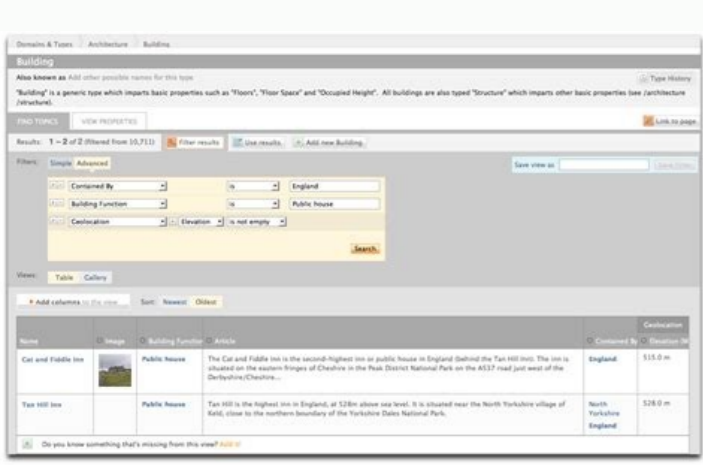 Domains & Types Architecture Building
Building
Also known as Add other possible names for this type
Type History
"Building" is a generic type which imparts basic properties such as "Floors", "Floor Space" and "Occupied Height". All buildings are also typed "Structure" which imparts other basic properties (see /architecture
/structure).
FIND TOPICS VIEW PROPERTIES
Link to page
Results: 1 – 2 of 2 (filtered from 10,711) Filter results Use results Add new Building
Filters: Simple Advanced
Save view as
Contained By is England
Building Function is Public house
Geolocation Elevation is not empty
Search
Views: Table Gallery
Add columns to the view Sort: Newest Oldest
Geolocation
Name Image Building Function Article Contained By Elevation
Cat and Fiddle Inn Public house The Cat and Fiddle Inn is the second-highest inn or public house in England (behind the Tan Hill Inn). The inn is England 515.0 m
situated on the eastern fringes of Cheshire in the Peak District National Park on the A537 road just west of the
Derbyshire/Cheshire...
Tan Hill Inn Public house Tan Hill is the highest inn in England, at 528m above sea level. It is situated near the North Yorkshire village of North 528.0 m
Keld, close to the northern boundary of the Yorkshire Dales National Park. Yorkshire
England
Do you know something that's missing from this view? Add it!